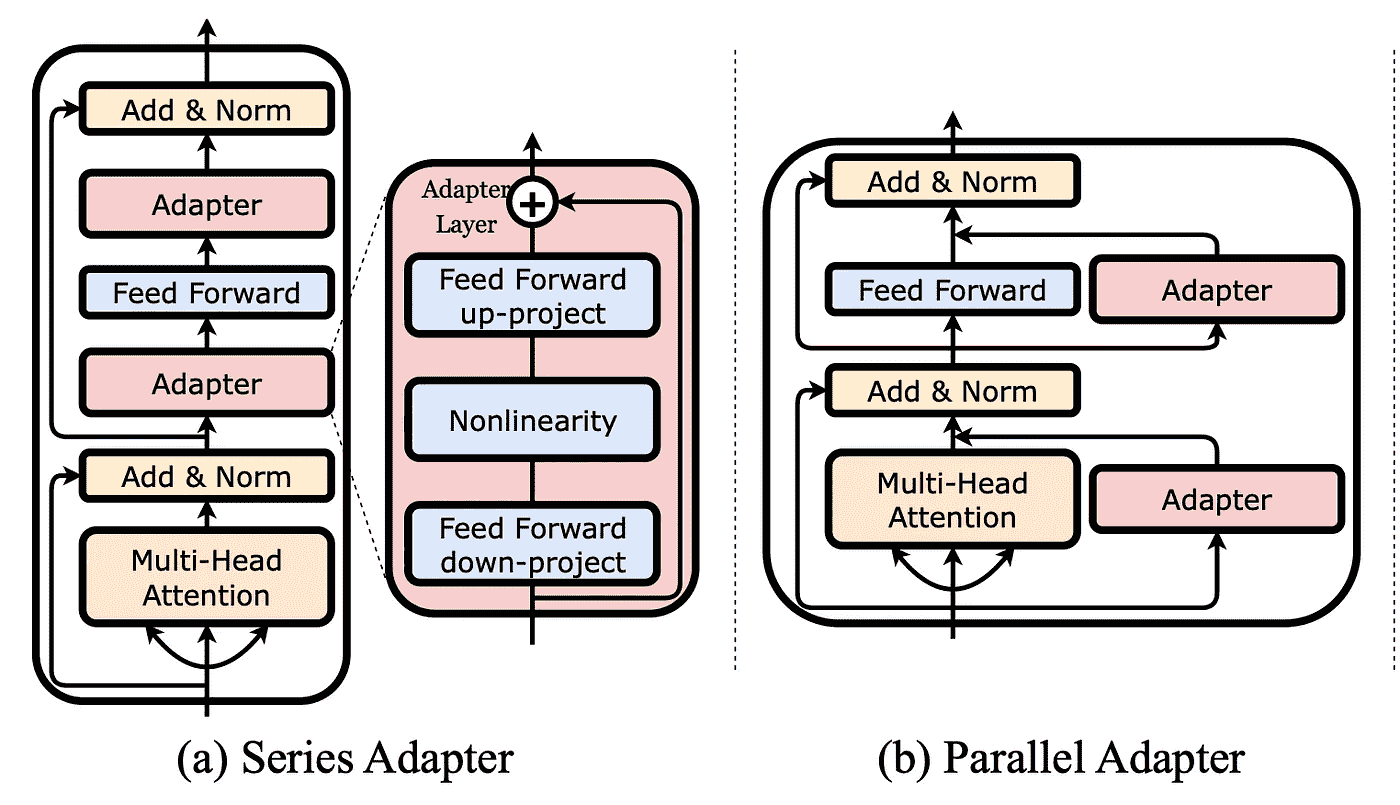 Add & Norm
Adapter
Feed Forward
Adapter
Add & Norm
Multi-Head
Attention
Adapter
Layer
+
Feed Forward
up-project
Nonlinearity
Feed Forward
down-project
(a) Series Adapter
Add & Norm
Feed Forward
Adapter
Add & Norm
Multi-Head
Attention
Adapter
(b) Parallel Adapter